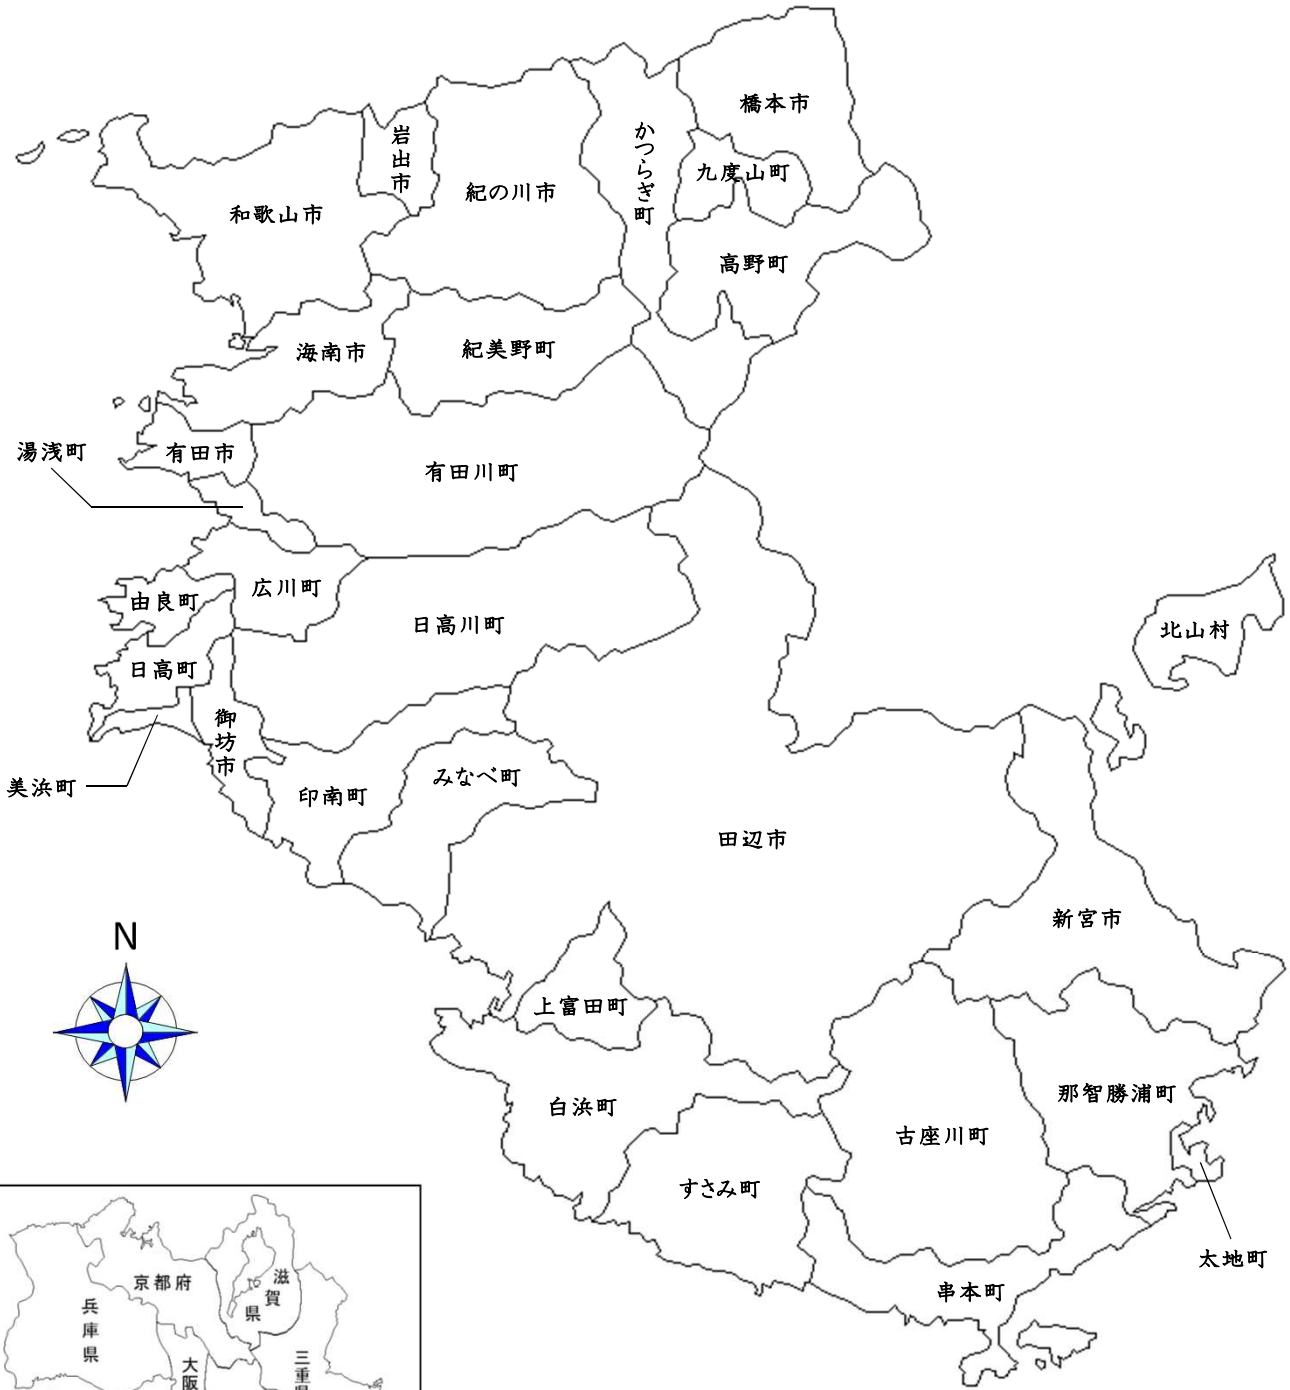 橋本市
岩出市
かつらぎ町
九度山町
紀の川市
和歌山市
高野町
海南市
紀美野町
湯浅町
有田市
有田川町
広川町
由良町
日高川町
北山村
日高町
御坊市
美浜町
印南町
みなべ町
田辺市
新宮市
N
上富田町
白浜町
那智勝浦町
古座川町
すさみ町
太地町
串本町
京都府
滋賀県
兵庫県
大阪
三重県